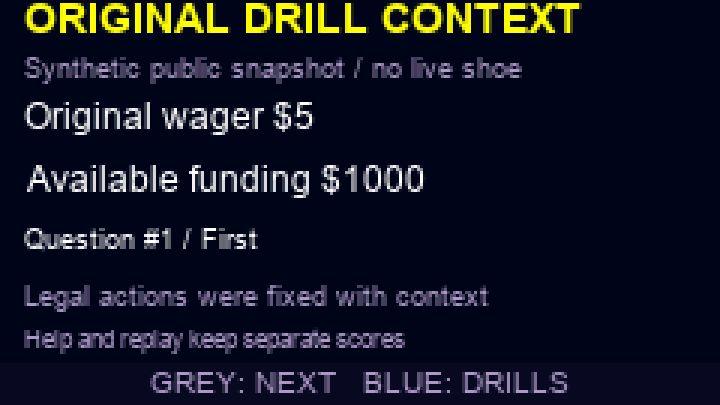 ORIGINAL DRILL CONTEXT
Synthetic public snapshot / no live shoe
Original wager $5
Available funding $1000
Question #1 / First
Legal actions were fixed with context
Help and replay keep separate scores
GREY: NEXT BLUE: DRILLS